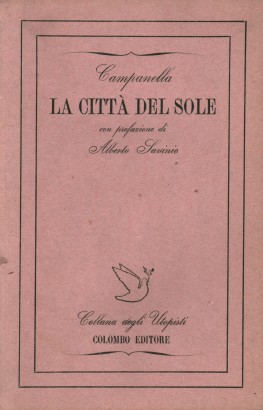 Campanella
LA CITTÀ DEL SOLE
con prefazione di
Alberto Savinio
Collana degli Utopisti
COLOMBO EDITORE